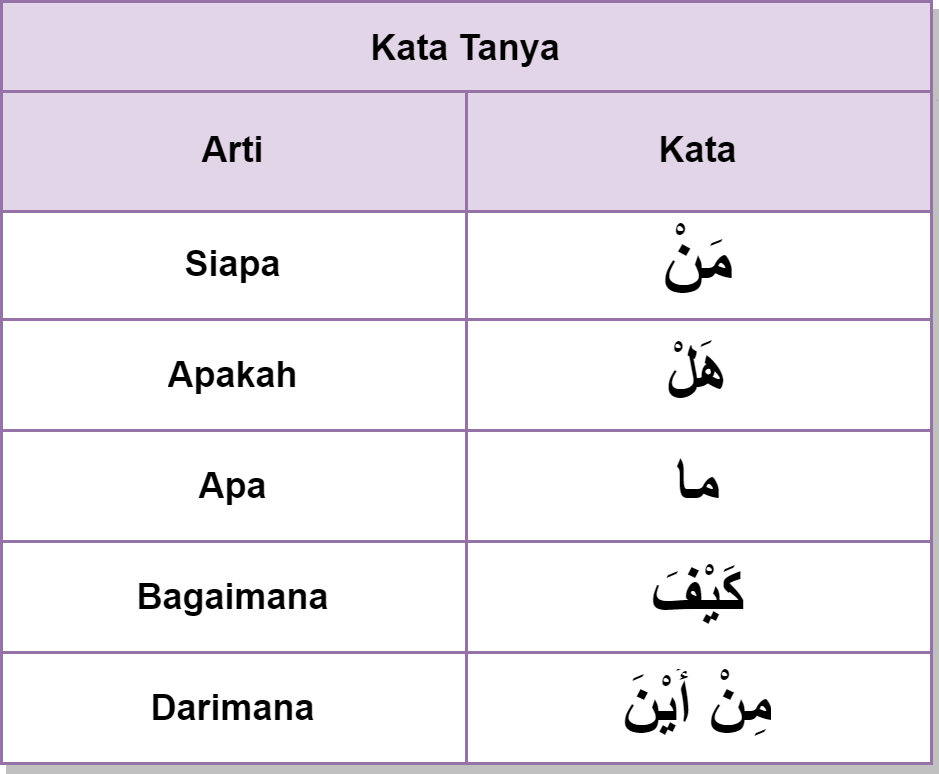 Kata Tanya
Arti Kata
Siapa مَنْ
Apakah هَلْ
Apa ما
Bagaimana كَيْفَ
Darimana مِنْ أَيْنَ